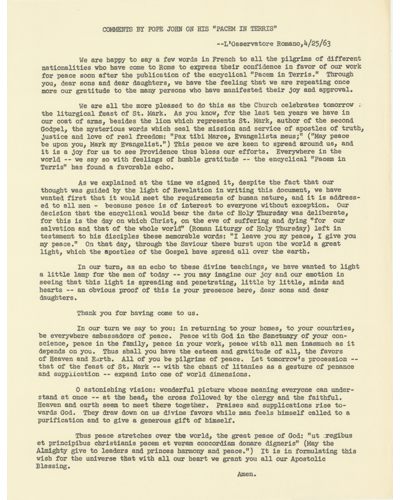 COMMENTS BY POPE JOHN ON HIS "PACEM IN TERRIS"
--L'Osservatore Romano, 4/25/63
We are happy to say a few words in French to all the pilgrims of different
nationalities who have come to Rome to express their confidence in favor of our work
for peace soon after the publication of the encyclical "Pacem in Terris." Through
you, dear sons and dear daughters, we have the feeling that we are repeating once
more our gratitude to the many persons who have manifested their joy and approval.
We are all the more pleased to do this as the Church celebrates tomorrow
the liturgical feast of St. Mark. As you know, for the last ten years we have in
our coat of arms, besides the lion which represents St. Mark, author of the second
Gospel, the mysterious words which seal the mission and service of apostles of truth,
justice and love of reel freedom: "Pax tibi Marce, Evangelista meus;" ("May peace
be upon you, Mark my Evangelist.") This peace we are keen to spread around us, and
it is a joy for us to see Providence thus bless our efforts. Everywhere in the
world -- we say so with feelings of humble gratitude -- the encyclical "Pacem in
Terris" has found a favorable echo.
As we explained at the time we signed it, despite the fact that our
thought was guided by the light of Revelation in writing this document, we have
wanted first that it would meet the requirements of human nature, and it is address-
ed to all men - because peace is of interest to everyone without exception. Our
decision that the encyclical would bear the date of Holy Thursday was deliberate,
for this is the day on which Christ, on the eve of suffering and dying "for our
salvation and that of the whole world" (Roman Liturgy of Holy Thursday) left in
testament to his disciples these memorable words: "I leave you my peace, I give you
my peace." On that day, through the Saviour there burst upon the world a great
light, which the apostles of the Gospel have spread all over the earth.
In our turn, as an echo to these divine teachings, we have wanted to light
a little lamp for the men of today -- you may imagine our joy and our emotion in
seeing that this light is spreading and penetrating, little by little, minds and
hearts -- an obvious proof of this is your presence here, dear sons and dear
daughters.
Thank you for having come to us.
In our turn we say to you: in returning to your homes, to your countries,
be everywhere ambassadors of peace. Peace with God in the Sanctuary of your con-
science, peace in the family, peace in your work, peace with all men inasmuch as it
depends on you. Thus shall you have the esteem and gratitude of all, the favors
of Heaven and Earth. All of you be pilgrims of peace. Let tomorrow's procession --
that of the feast of St. Mark -- with the chant of litanies as a gesture of penance
and supplication -- expand into one of world dimensions.
O astonishing vision: wonderful picture whose meaning everyone can under-
stand at once -- at the head, the cross followed by the clergy and the faithful.
Heaven and earth seem to meet there together. Praises and supplications rise to-
wards God. They draw down on us divine favors while man feels himself called to a
purification and to give a generous gift of himself.
Thus peace stretches over the world, the great peace of God: "ut regibus
et principibus christianis pacem et veram concordiam donare digneris" (May the
Almighty give to leaders and princes harmony and peace.") It is in formulating this
wish for the universe that with all our heart we grant you all our Apostolic
Blessing.
Amen.